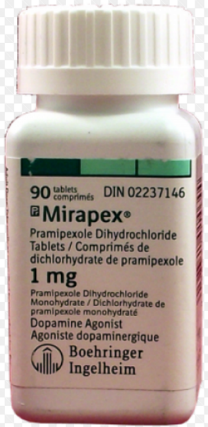 90 tablets comprimés DIN 02237146
Pr Mirapex®
Pramipexole Dihydrochloride
Tablets / Comprimés de
dichlorhydrate de pramipexole
1 mg
Pramipexole Dihydrochloride
Monohydrate / Dichlorhydrate de
pramipexole monohydraté
Dopamine Agonist
Agoniste dopaminergique
Boehringer
Ingelheim